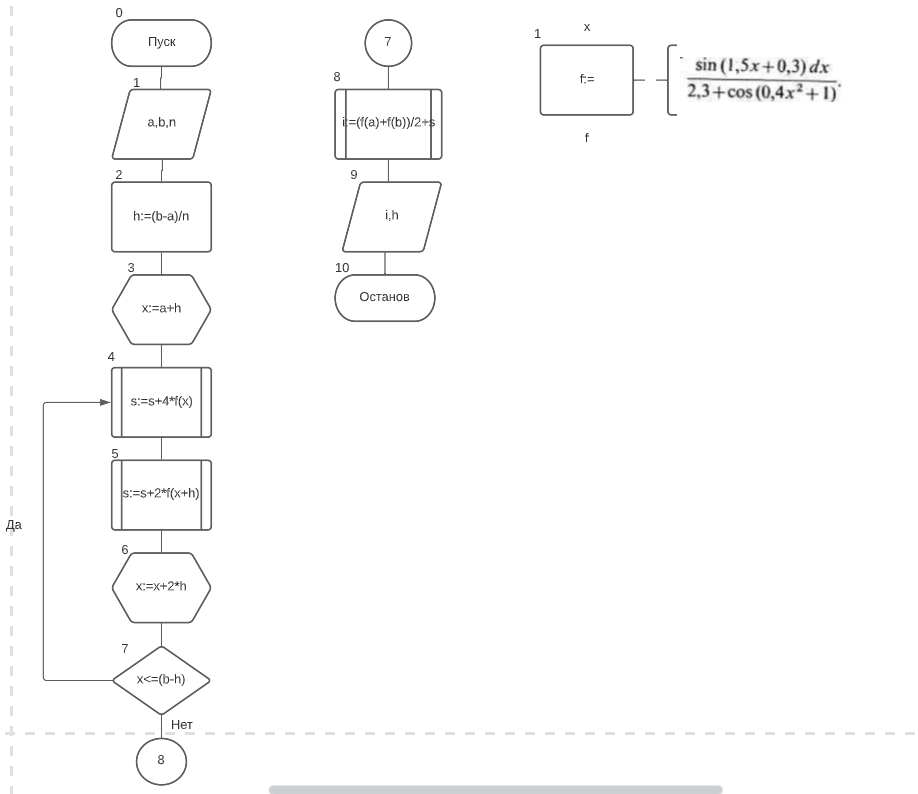 0
Пуск
1
a,b,n
2
h:=(b-a)/n
3
x:=a+h
4
s:=s+4*f(x)
5
s:=s+2*f(x+h)
6
x:=x+2*h
7
x<=(b-h)
Да
Нет
8
7
8
i:=(f(a)+f(b))/2+s
9
i,h
10
Останов
x
1
f:=
f
sin (1,5x+0,3) dx
2,3+cos (0,4x²+1)